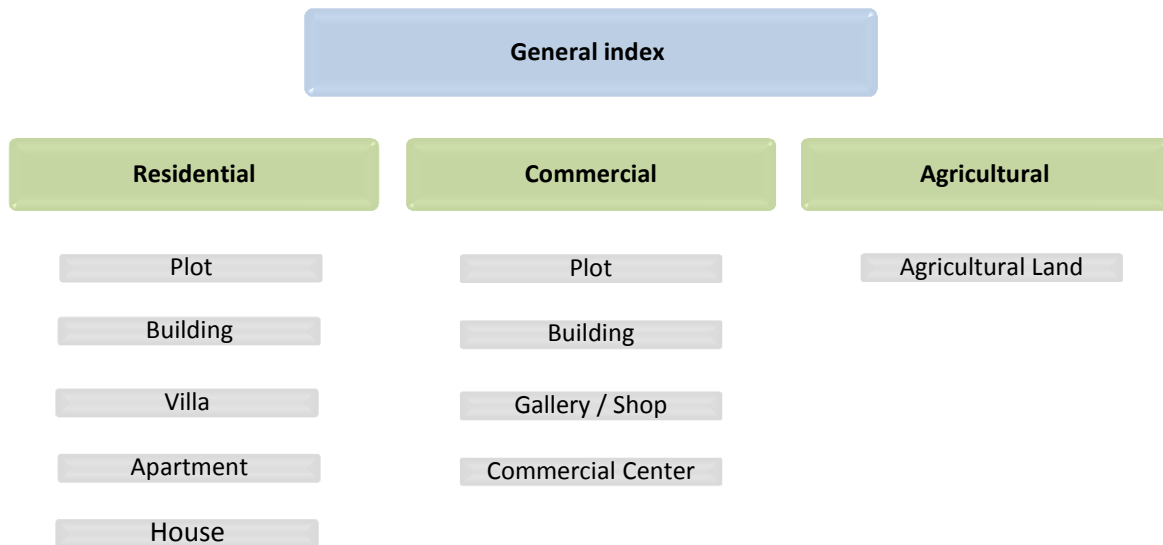 General index
Residential
Commercial
Agricultural
Plot
Building
Villa
Apartment
House
Plot
Building
Gallery / Shop
Commercial Center
Agricultural Land